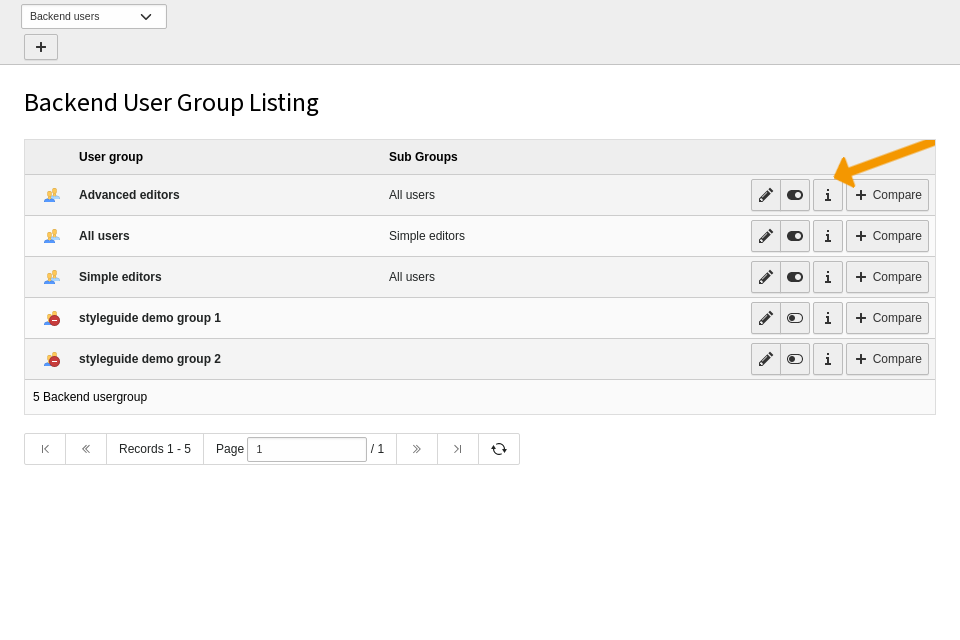 Backend users
Backend User Group Listing
User group Sub Groups
Advanced editors All users Compare
All users Simple editors Compare
Simple editors All users Compare
styleguide demo group 1 Compare
styleguide demo group 2 Compare
5 Backend usergroup
Records 1 - 5 Page 1 / 1